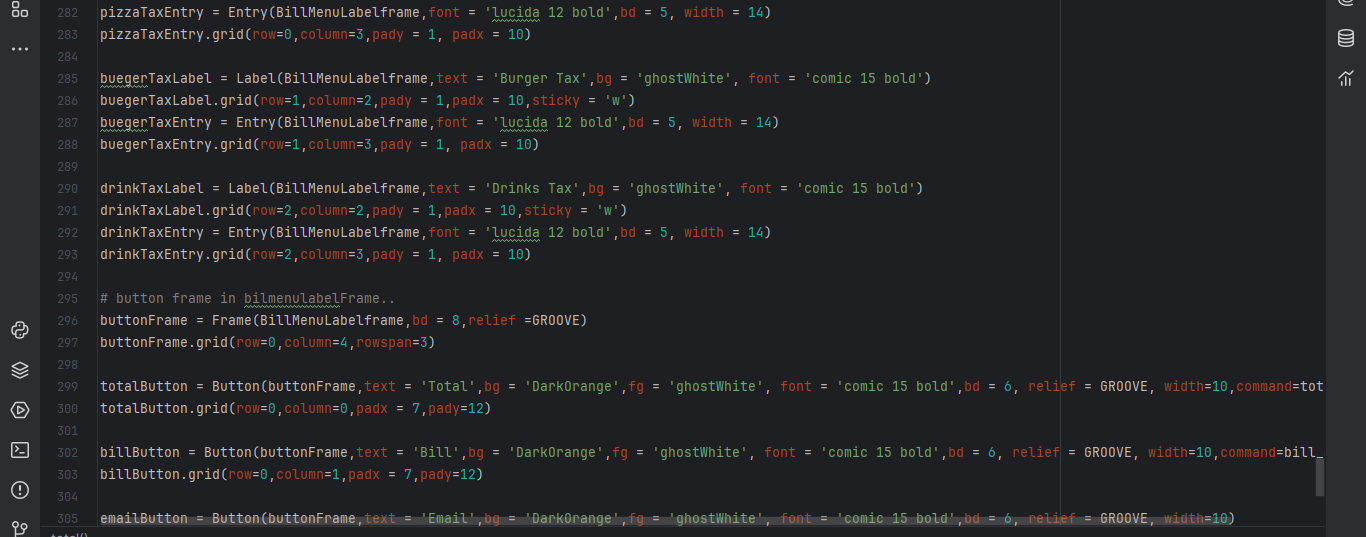 282 pizzaTaxEntry = Entry(BillMenuLabelframe,font = 'lucida 12 bold',bd = 5, width = 14)
283 pizzaTaxEntry.grid(row=0,column=3,pady = 1, padx = 10)
284
285 buegerTaxLabel = Label(BillMenuLabelframe,text = 'Burger Tax',bg = 'ghostWhite', font = 'comic 15 bold')
286 buegerTaxLabel.grid(row=1,column=2,pady = 1,padx = 10,sticky = 'w')
287 buegerTaxEntry = Entry(BillMenuLabelframe,font = 'lucida 12 bold',bd = 5, width = 14)
288 buegerTaxEntry.grid(row=1,column=3,pady = 1, padx = 10)
289
290 drinkTaxLabel = Label(BillMenuLabelframe,text = 'Drinks Tax',bg = 'ghostWhite', font = 'comic 15 bold')
291 drinkTaxLabel.grid(row=2,column=2,pady = 1,padx = 10,sticky = 'w')
292 drinkTaxEntry = Entry(BillMenuLabelframe,font = 'lucida 12 bold',bd = 5, width = 14)
293 drinkTaxEntry.grid(row=2,column=3,pady = 1, padx = 10)
294
295 # button frame in bilmenulabelFrame..
296 buttonFrame = Frame(BillMenuLabelframe,bd = 8,relief =GROOVE)
297 buttonFrame.grid(row=0,column=4,rowspan=3)
298
299 totalButton = Button(buttonFrame,text = 'Total',bg = 'DarkOrange',fg = 'ghostWhite', font = 'comic 15 bold',bd = 6, relief = GROOVE, width=10,command=tot
300 totalButton.grid(row=0,column=0,padx = 7,pady=12)
301
302 billButton = Button(buttonFrame,text = 'Bill',bg = 'DarkOrange',fg = 'ghostWhite', font = 'comic 15 bold',bd = 6, relief = GROOVE, width=10,command=bill_
303 billButton.grid(row=0,column=1,padx = 7,pady=12)
304
305 emailButton = Button(buttonFrame,text = 'Email',bg = 'DarkOrange',fg = 'ghostWhite', font = 'comic 15 bold',bd = 6, relief = GROOVE, width=10)
total()